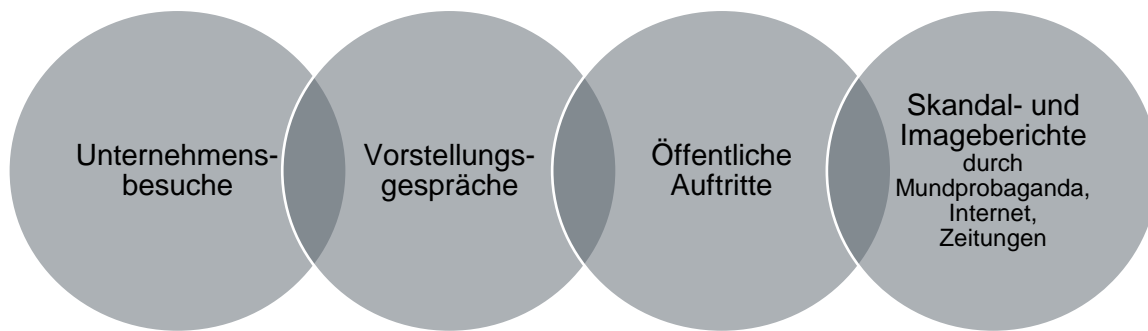 Unternehmens-
besuche
Vorstellungs-
gespräche
Öffentliche
Auftritte
Skandal- und
Imageberichte
durch
Mundprobaganda,
Internet,
Zeitungen